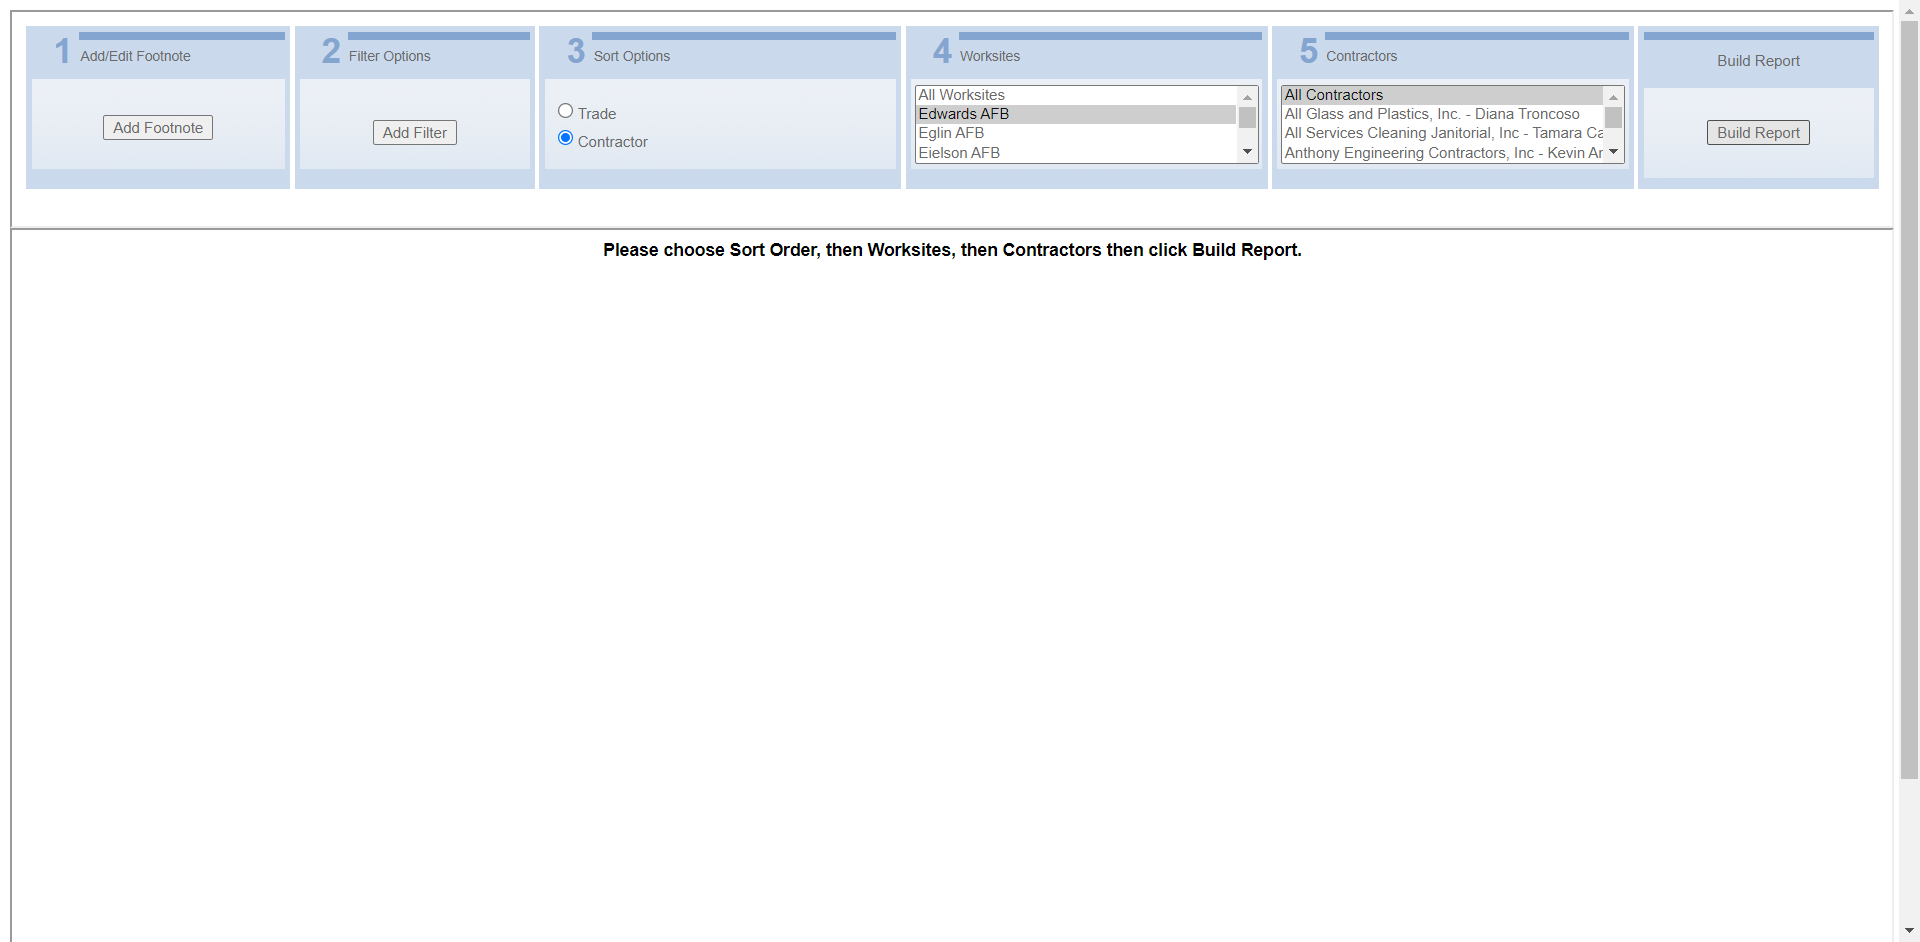 1 Add/Edit Footnote
Add Footnote
2 Filter Options
Add Filter
3 Sort Options
Trade
Contractor
4 Worksites
All Worksites
Edwards AFB
Eglin AFB
Eielson AFB
5 Contractors
All Contractors
All Glass and Plastics, Inc. - Diana Troncoso
All Services Cleaning Janitorial, Inc - Tamara Ca
Anthony Engineering Contractors, Inc - Kevin Ar
Build Report
Build Report
Please choose Sort Order, then Worksites, then Contractors then click Build Report.